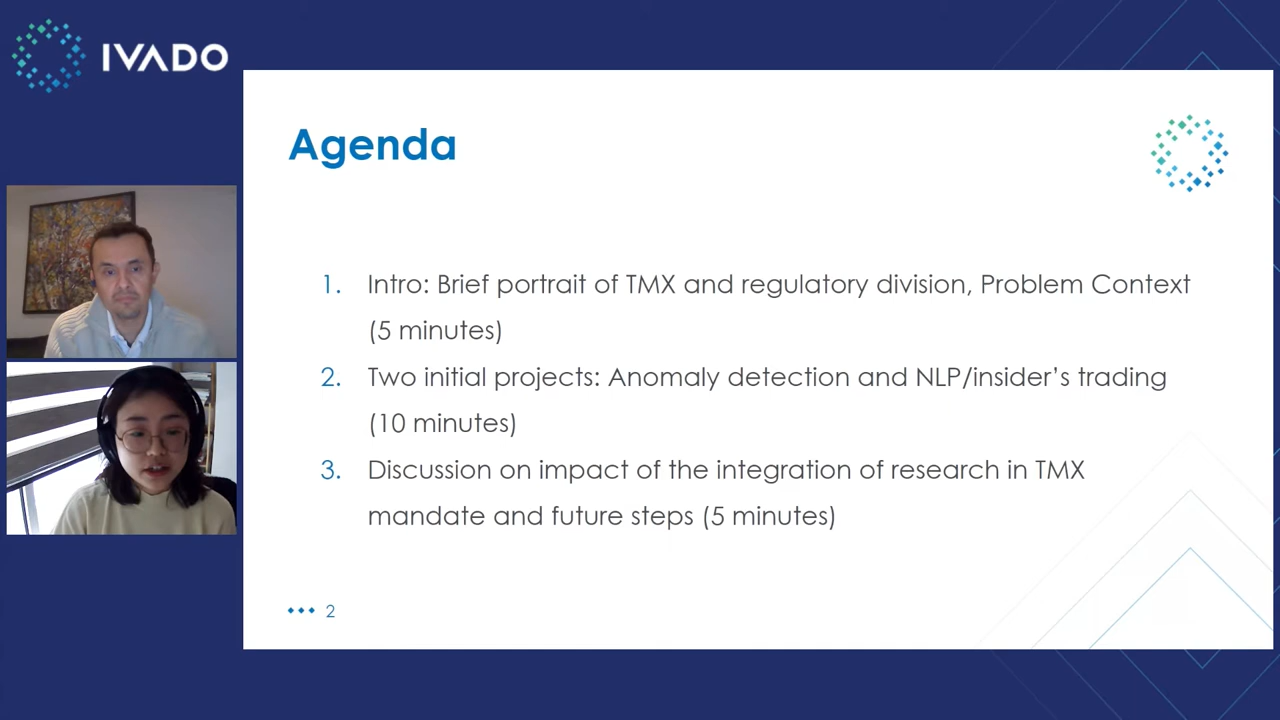 IVADO
Agenda
1. Intro: Brief portrait of TMX and regulatory division, Problem Context
(5 minutes)
2. Two initial projects: Anomaly detection and NLP/insider’s trading
(10 minutes)
3. Discussion on impact of the integration of research in TMX
mandate and future steps (5 minutes)
2